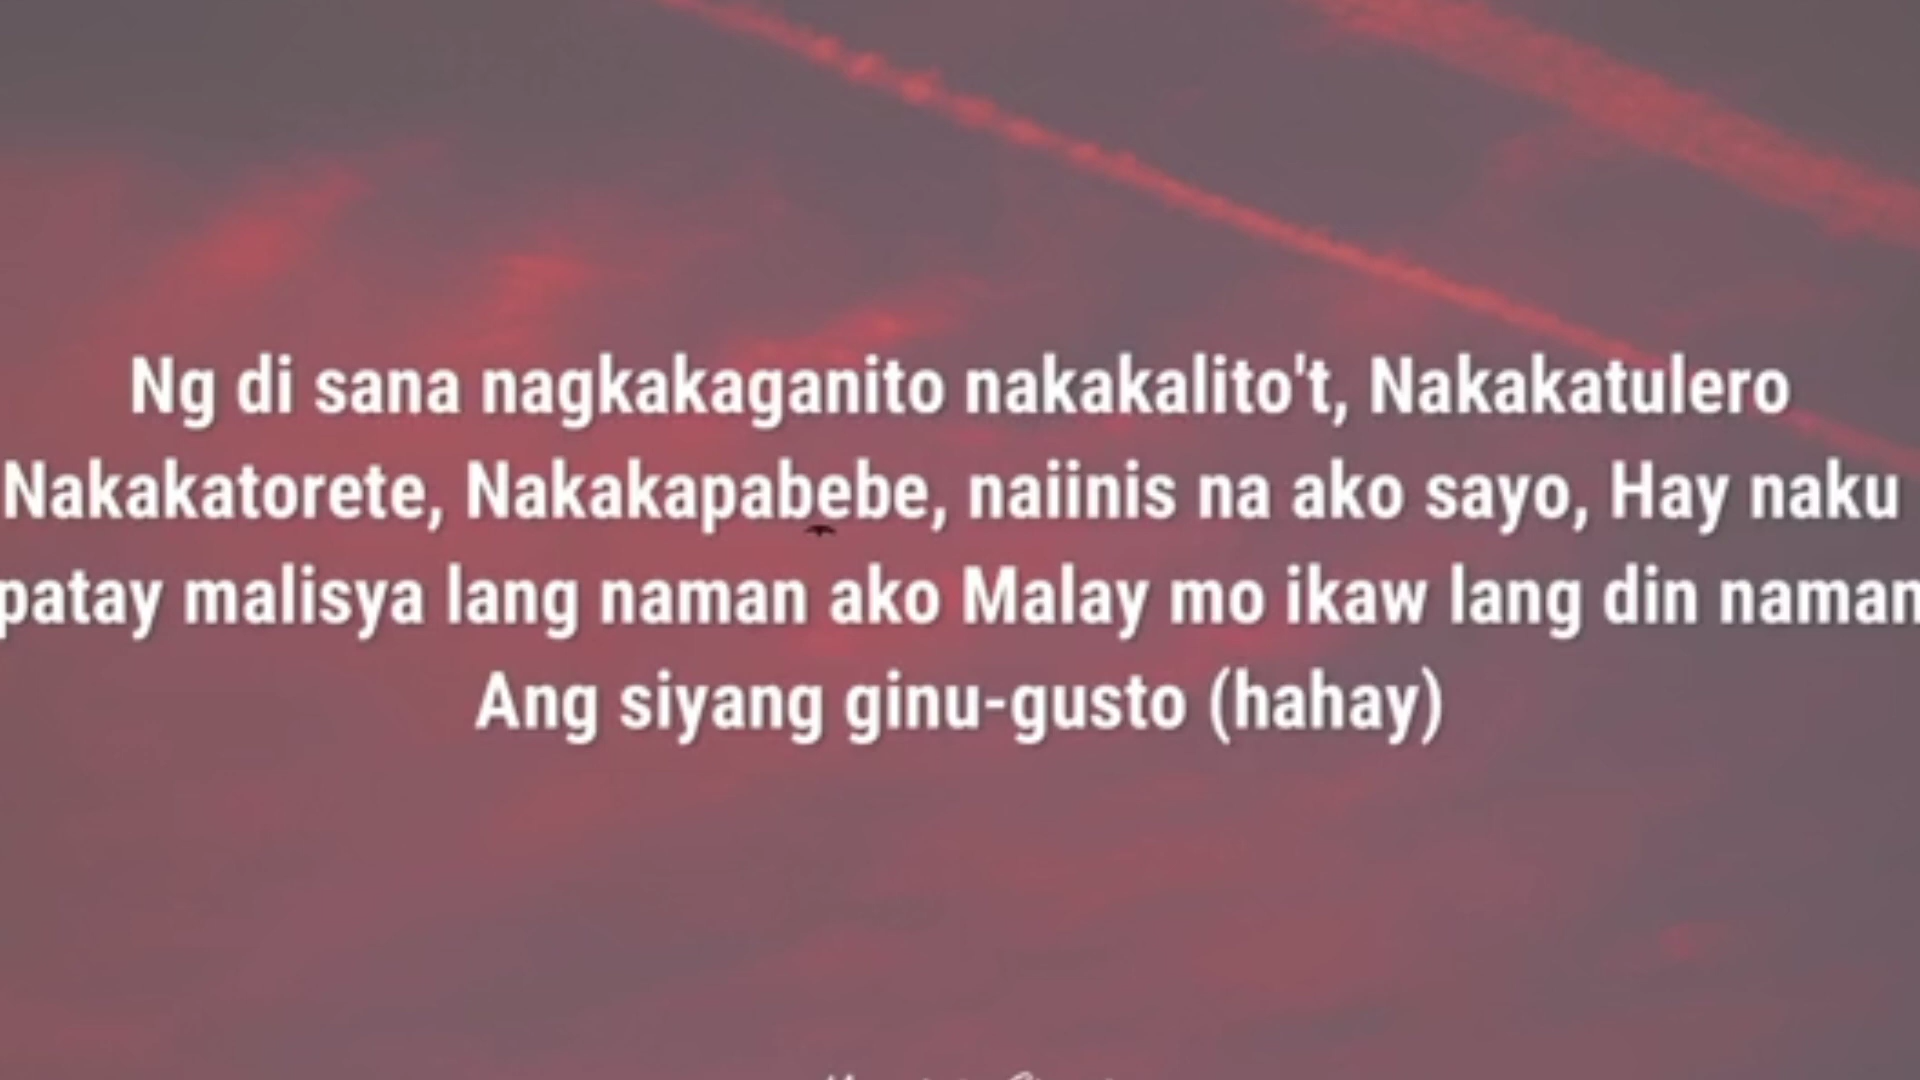 Ng di sana nagkakaganito nakakalito't, Nakakatulero
Nakakatorete, Nakakapabebe, naiinis na ako sayo, Hay naku
patay malisya lang naman ako Malay mo ikaw lang din naman
Ang siyang ginu-gusto (hahay)